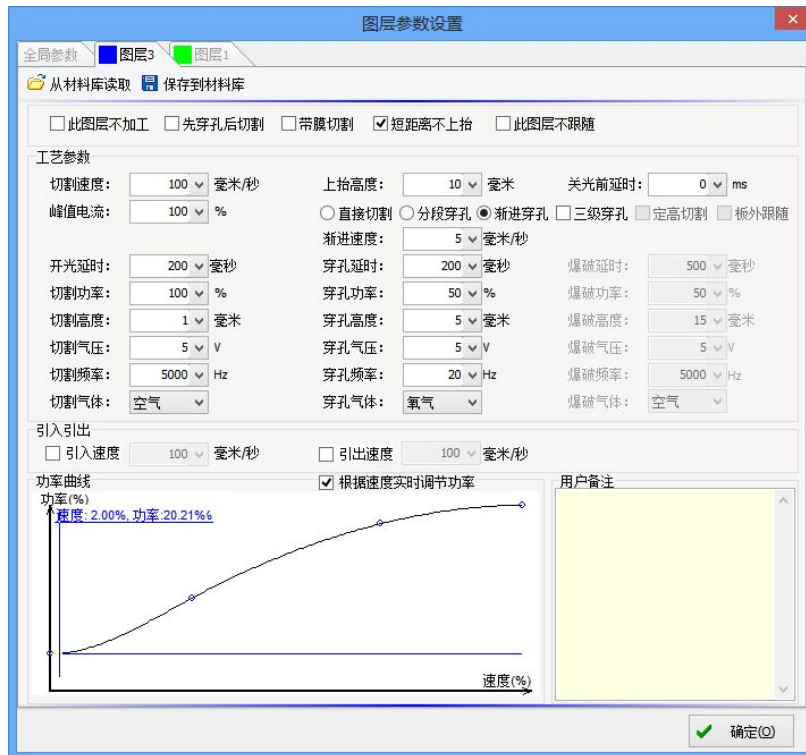 图层参数设置
全局参数 图层3 图层1
从材料库读取 保存到材料库
此图层不加工 先穿孔后切割 带膜切割 短距离不上抬 此图层不跟随
工艺参数
切割速度: 100 毫米/秒 上抬高度: 10 毫米 关光前延时: 0 ms
峰值电流: 100 % 直接切割 分段穿孔 渐进穿孔 三级穿孔 定高切割 板外跟随
渐进速度: 5 毫米/秒
开光延时: 200 毫秒 穿孔延时: 200 毫秒 爆破延时: 500 毫秒
切割功率: 100 % 穿孔功率: 50 % 爆破功率: 50 %
切割高度: 1 毫米 穿孔高度: 5 毫米 爆破高度: 15 毫米
切割气压: 5 V 穿孔气压: 5 V 爆破气压: 5 V
切割频率: 5000 Hz 穿孔频率: 20 Hz 爆破频率: 5000 Hz
切割气体: 空气 穿孔气体: 氧气 爆破气体: 空气
引入引出
引入速度 100 毫米/秒 引出速度 100 毫米/秒
功率曲线 根据速度实时调节功率 用户备注
功率(%)
速度: 2.00%, 功率:20.21%
速度(%)
确定(O)